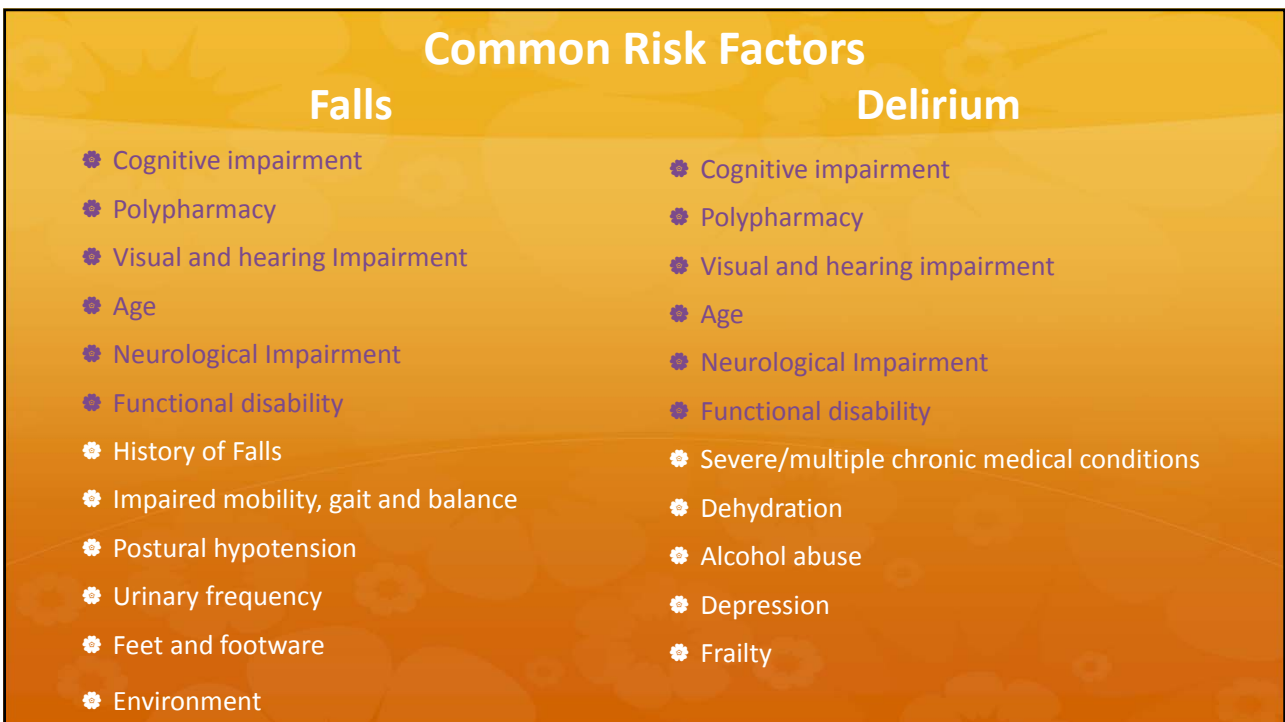 Common Risk Factors
Falls
Cognitive impairment
Polypharmacy
Visual and hearing Impairment
Age
Neurological Impairment
Functional disability
History of Falls
Impaired mobility, gait and balance
Postural hypotension
Urinary frequency
Feet and footware
Environment
Delirium
Cognitive impairment
Polypharmacy
Visual and hearing impairment
Age
Neurological Impairment
Functional disability
Severe/multiple chronic medical conditions
Dehydration
Alcohol abuse
Depression
Frailty